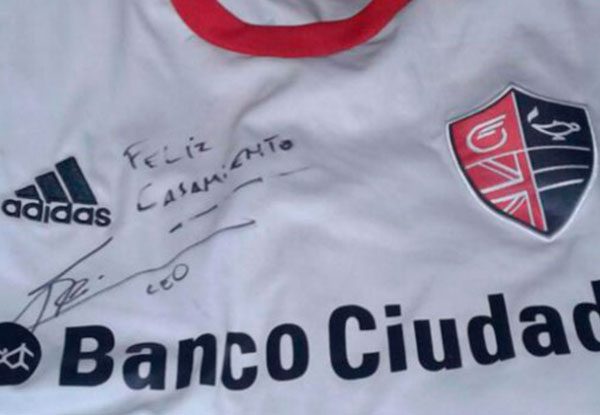 FELIZ
CASAMIENTO
adidas
LEO
Banco Ciudad